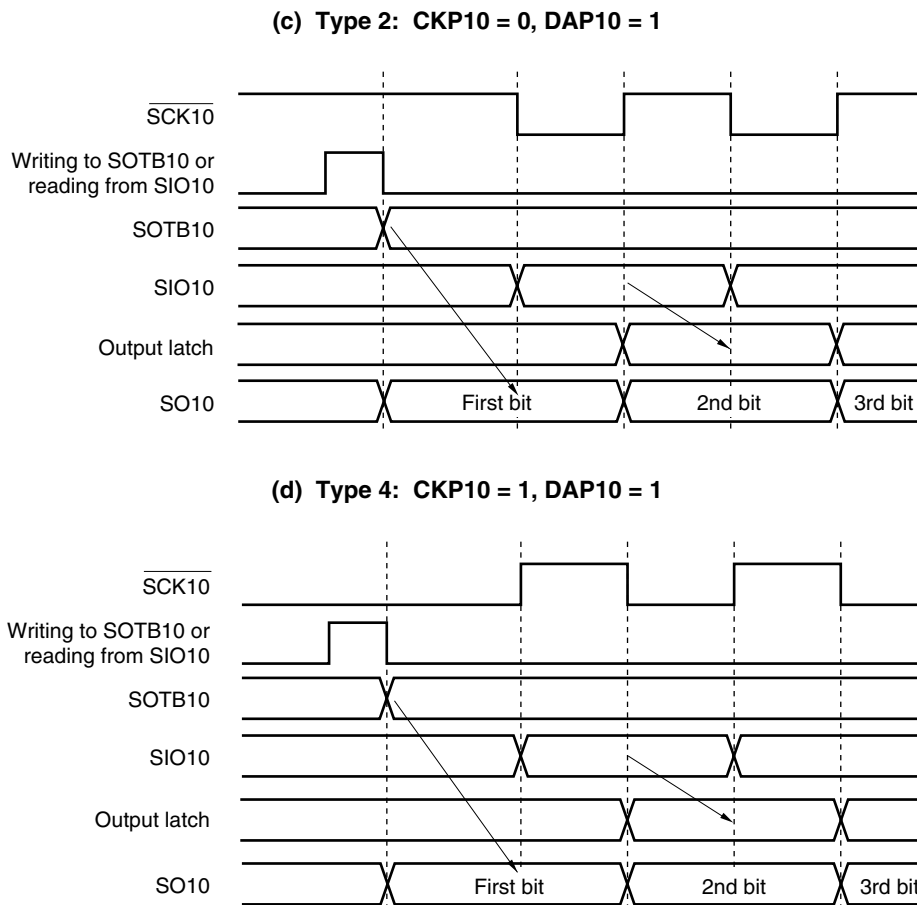 (c) Type 2: CKP10 = 0, DAP10 = 1
SCK10
Writing to SOTB10 or
reading from SIO10
SOTB10
SIO10
Output latch
SO10
First bit
2nd bit
3rd bit
(d) Type 4: CKP10 = 1, DAP10 = 1
SCK10
Writing to SOTB10 or
reading from SIO10
SOTB10
SIO10
Output latch
SO10
First bit
2nd bit
3rd bit